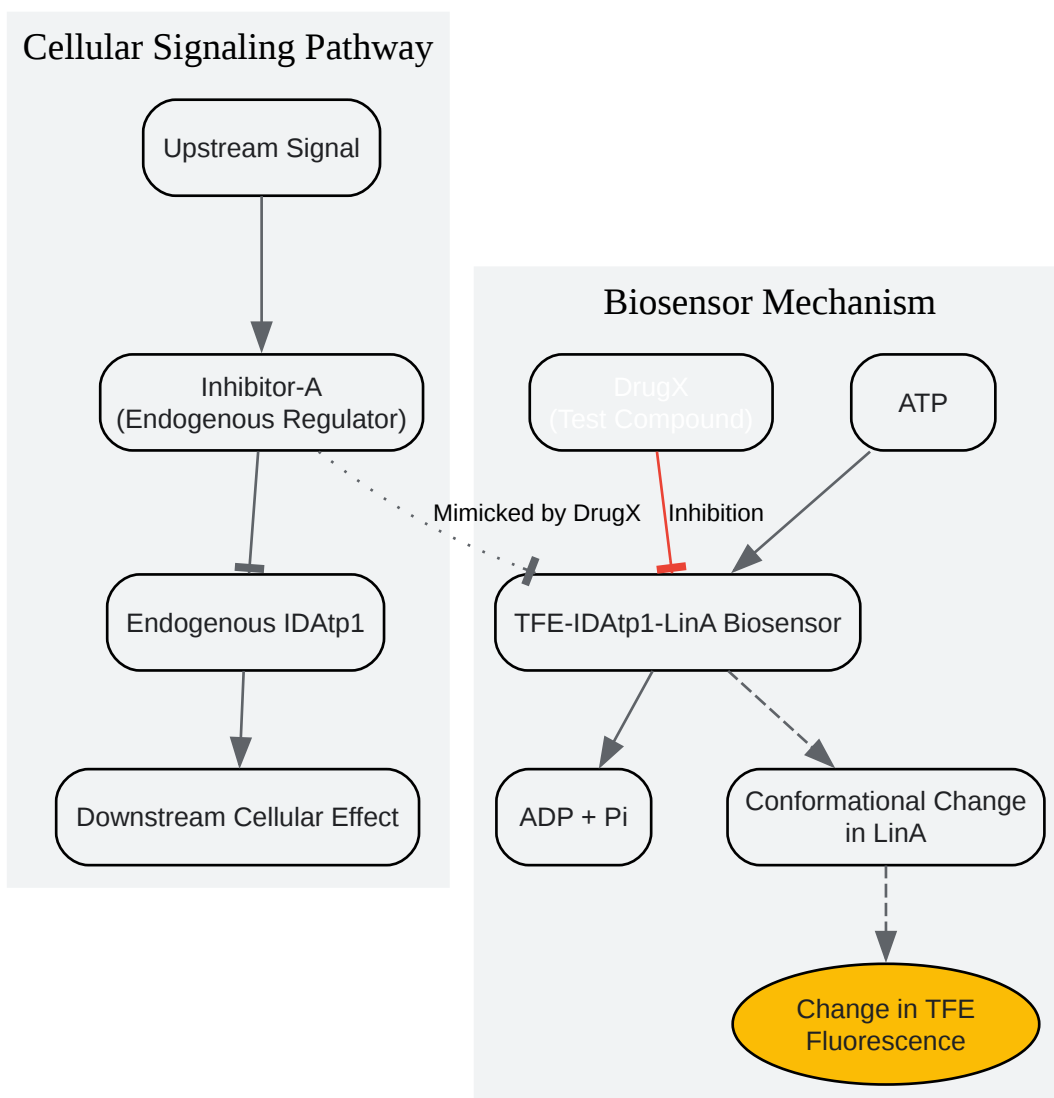 Cellular Signaling Pathway
Upstream Signal
Biosensor Mechanism
Inhibitor-A
(Endogenous Regulator)
DrugX
(Test Compound)
ATP
Mimicked by DrugX
Inhibition
Endogenous IDAtp1
TFE-IDAtp1-LinA Biosensor
Downstream Cellular Effect
ADP + Pi
Conformational Change
in LinA
Change in TFE
Fluorescence